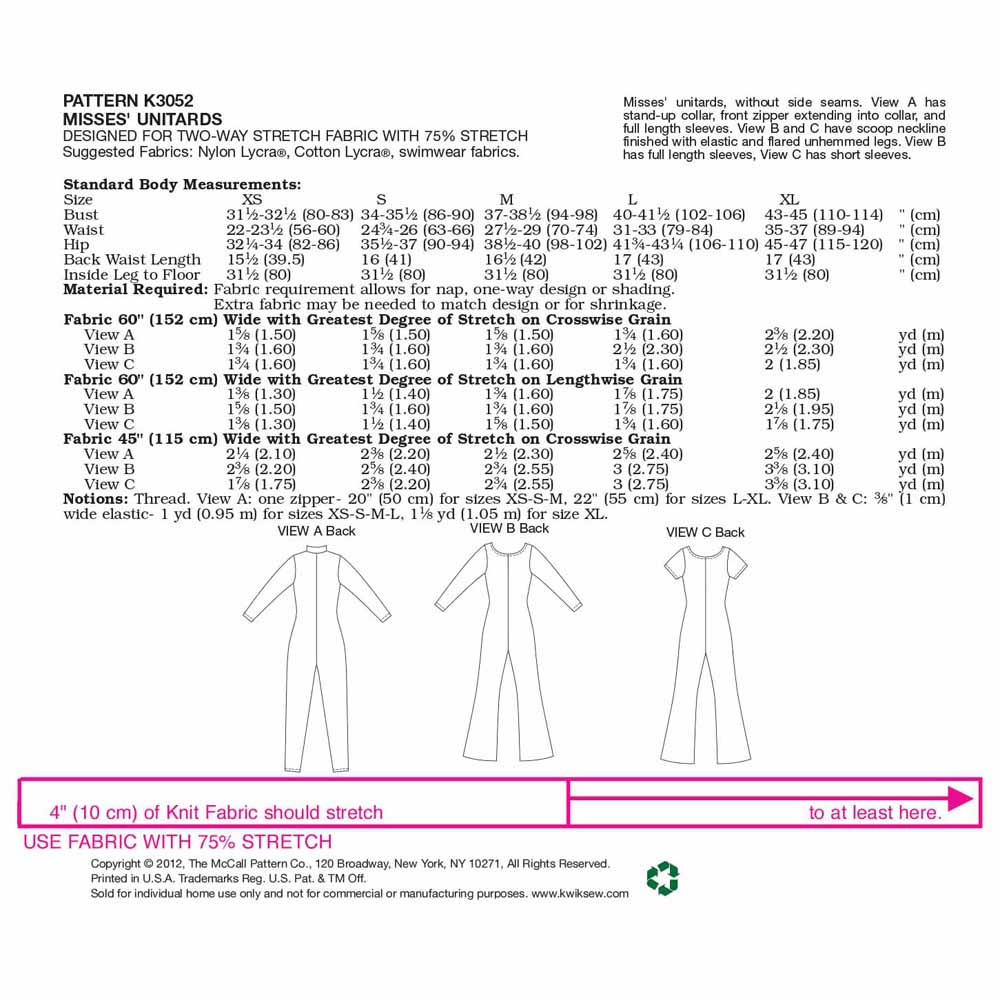 PATTERN K3052
MISSES' UNITARDS
DESIGNED FOR TWO-WAY STRETCH FABRIC WITH 75% STRETCH
Suggested Fabrics: Nylon Lycra®, Cotton Lycra®, swimwear fabrics.
Misses' unitards, without side seams. View A has
stand-up collar, front zipper extending into collar, and
full length sleeves. View B and C have scoop neckline
finished with elastic and flared unhemmed legs. View B
has full length sleeves, View C has short sleeves.
Standard Body Measurements:
Size XS S M L XL
Bust 31½-32½ (80-83) 34-35½ (86-90) 37-38½ (94-98) 40-41½ (102-106) 43-45 (110-114) " (cm)
Waist 22-23½ (56-60) 24¾-26 (63-66) 27½-29 (70-74) 31-33 (79-84) 35-37 (89-94) " (cm)
Hip 32¼-34 (82-86) 35½-37 (90-94) 38½-40 (98-102) 41¾-43¼ (106-110) 45-47 (115-120) " (cm)
Back Waist Length 15½ (39.5) 16 (41) 16½ (42) 17 (43) 17 (43) " (cm)
Inside Leg to Floor 31½ (80) 31½ (80) 31½ (80) 31½ (80) 31½ (80) " (cm)
Material Required: Fabric requirement allows for nap, one-way design or shading.
Extra fabric may be needed to match design or for shrinkage.
Fabric 60" (152 cm) Wide with Greatest Degree of Stretch on Crosswise Grain
View A 1⅝ (1.50) 1⅝ (1.50) 1⅝ (1.50) 1¾ (1.60) 2⅜ (2.20) yd (m)
View B 1¾ (1.60) 1¾ (1.60) 1¾ (1.60) 2½ (2.30) 2½ (2.30) yd (m)
View C 1¾ (1.60) 1¾ (1.60) 1¾ (1.60) 1¾ (1.60) 2 (1.85) yd (m)
Fabric 60" (152 cm) Wide with Greatest Degree of Stretch on Lengthwise Grain
View A 1⅜ (1.30) 1½ (1.40) 1¾ (1.60) 1⅞ (1.75) 2 (1.85) yd (m)
View B 1⅝ (1.50) 1¾ (1.60) 1¾ (1.60) 1⅞ (1.75) 2⅛ (1.95) yd (m)
View C 1⅜ (1.30) 1½ (1.40) 1⅝ (1.50) 1¾ (1.60) 1⅞ (1.75) yd (m)
Fabric 45" (115 cm) Wide with Greatest Degree of Stretch on Crosswise Grain
View A 2¼ (2.10) 2⅜ (2.20) 2½ (2.30) 2⅝ (2.40) 2⅝ (2.40) yd (m)
View B 2⅜ (2.20) 2⅝ (2.40) 2¾ (2.55) 3 (2.75) 3⅜ (3.10) yd (m)
View C 1⅞ (1.75) 2⅜ (2.20) 2¾ (2.55) 3 (2.75) 3⅜ (3.10) yd (m)
Notions: Thread. View A: one zipper- 20" (50 cm) for sizes XS-S-M, 22" (55 cm) for sizes L-XL. View B & C: ⅜" (1 cm)
wide elastic- 1 yd (0.95 m) for sizes XS-S-M-L, 1⅛ yd (1.05 m) for size XL.
VIEW A Back
VIEW B Back
VIEW C Back
4" (10 cm) of Knit Fabric should stretch
to at least here.
USE FABRIC WITH 75% STRETCH
Copyright © 2012, The McCall Pattern Co., 120 Broadway, New York, NY 10271, All Rights Reserved.
Printed in U.S.A. Trademarks Reg. U.S. Pat. & TM Off.
Sold for individual home use only and not for commercial or manufacturing purposes. www.kwiksew.com